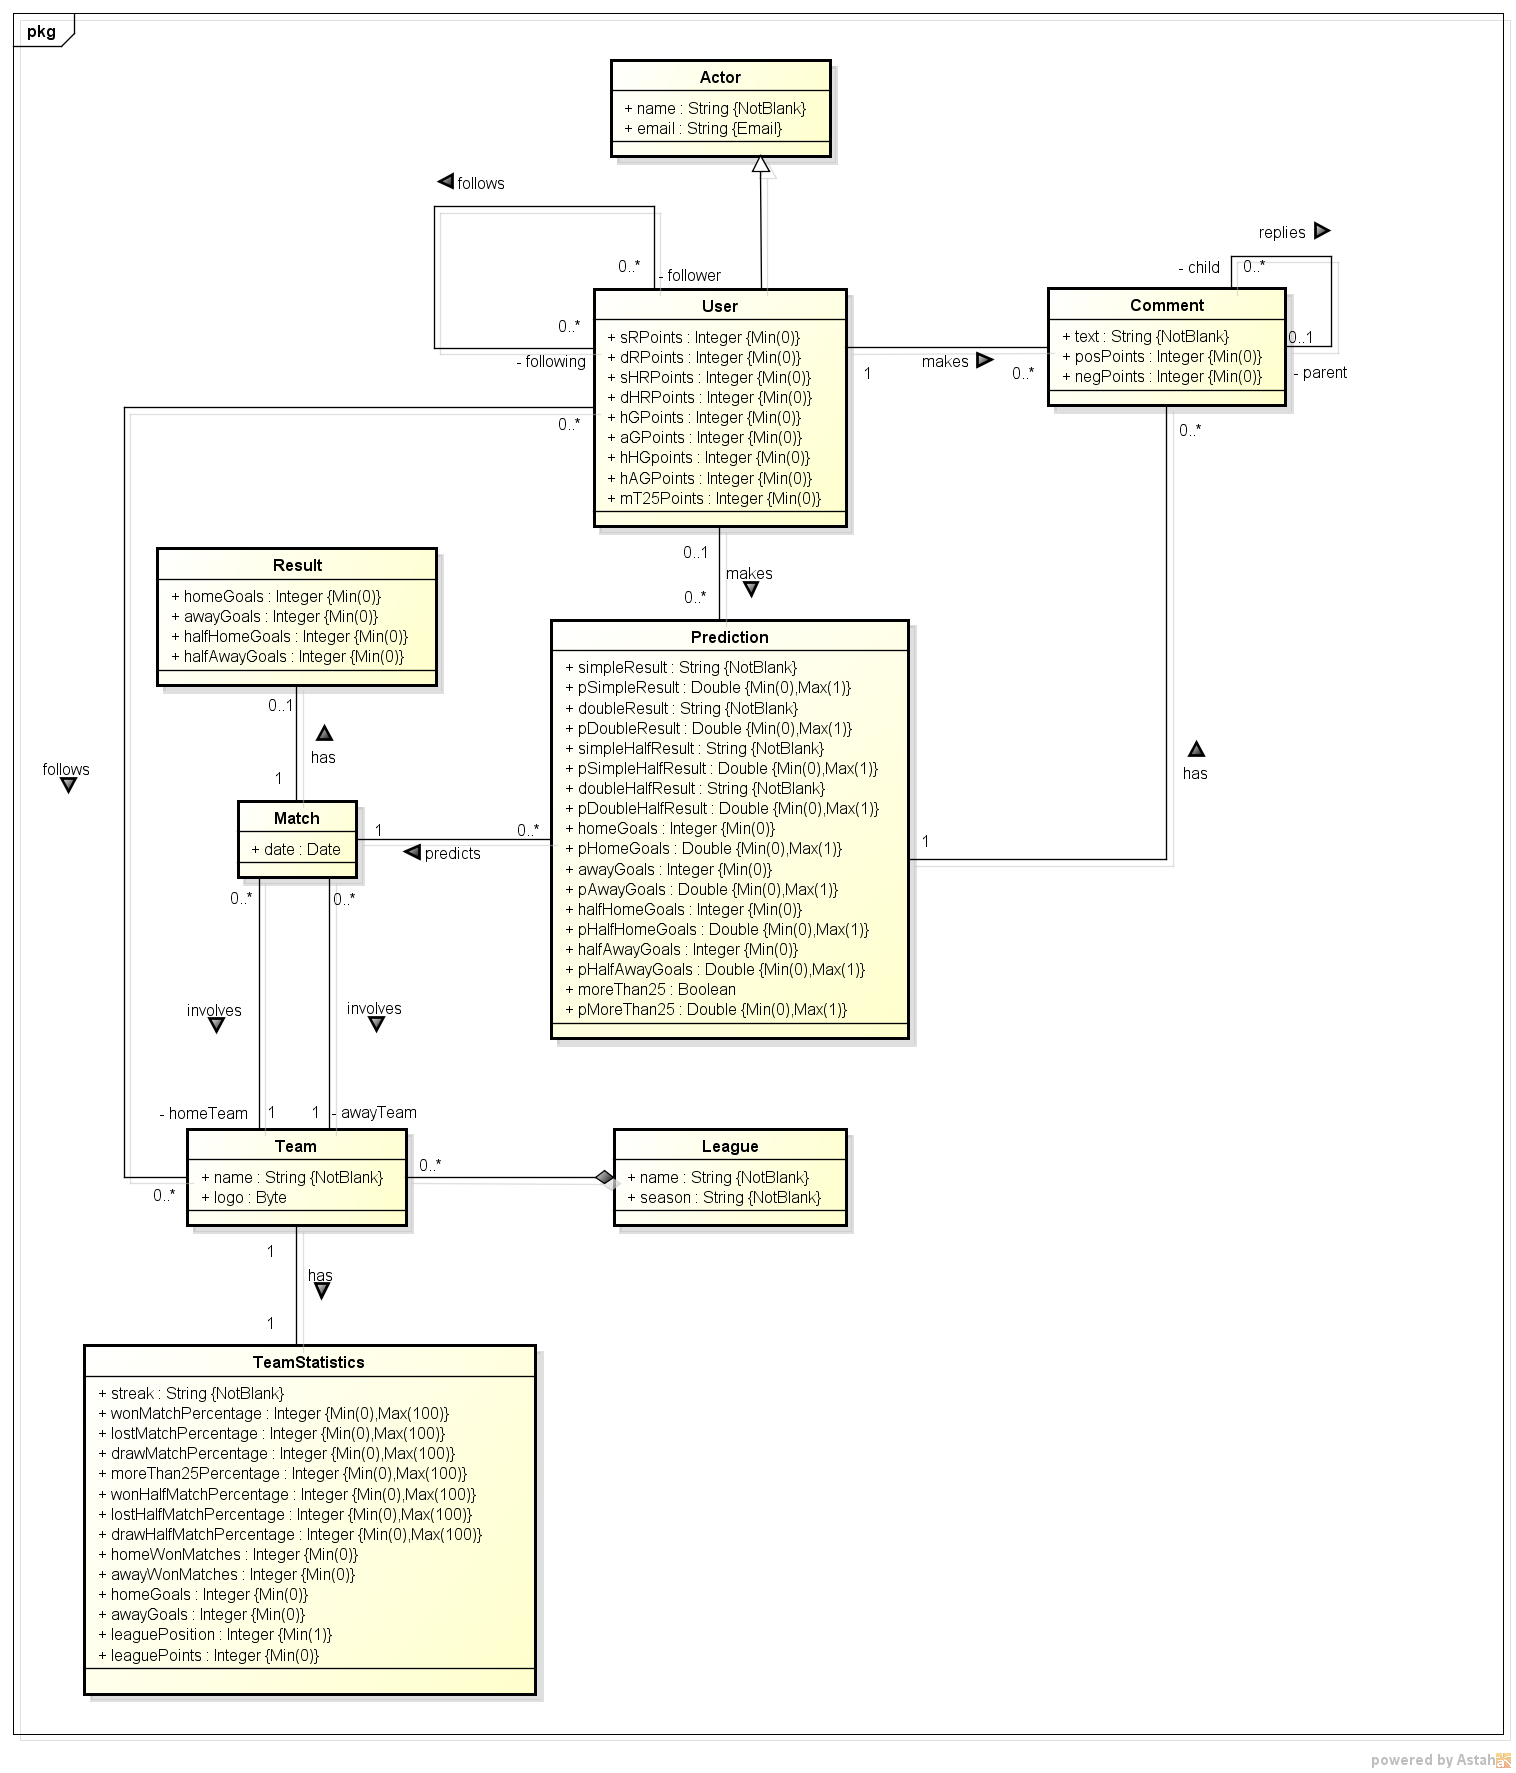 pkg
Actor
+ name : String {NotBlank}
+ email : String {Email}
follows
0..*
- follower
0..*
- following
replies
- child
0..*
0..1
- parent
User
+ sRPoints : Integer {Min(0)}
+ dRPoints : Integer {Min(0)}
+ sHRPoints : Integer {Min(0)}
+ dHRPoints : Integer {Min(0)}
+ hGPoints : Integer {Min(0)}
+ aGPoints : Integer {Min(0)}
+ hHGpoints : Integer {Min(0)}
+ hAGPoints : Integer {Min(0)}
+ mT25Points : Integer {Min(0)}
Comment
+ text : String {NotBlank}
+ posPoints : Integer {Min(0)}
+ negPoints : Integer {Min(0)}
makes
1
0..*
0..*
0..*
0..1
makes
0..*
Result
+ homeGoals : Integer {Min(0)}
+ awayGoals : Integer {Min(0)}
+ halfHomeGoals : Integer {Min(0)}
+ halfAwayGoals : Integer {Min(0)}
0..1
has
1
follows
Prediction
+ simpleResult : String {NotBlank}
+ pSimpleResult : Double {Min(0),Max(1)}
+ doubleResult : String {NotBlank}
+ pDoubleResult : Double {Min(0),Max(1)}
+ simpleHalfResult : String {NotBlank}
+ pSimpleHalfResult : Double {Min(0),Max(1)}
+ doubleHalfResult : String {NotBlank}
+ pDoubleHalfResult : Double {Min(0),Max(1)}
+ homeGoals : Integer {Min(0)}
+ pHomeGoals : Double {Min(0),Max(1)}
+ awayGoals : Integer {Min(0)}
+ pAwayGoals : Double {Min(0),Max(1)}
+ halfHomeGoals : Integer {Min(0)}
+ pHalfHomeGoals : Double {Min(0),Max(1)}
+ halfAwayGoals : Integer {Min(0)}
+ pHalfAwayGoals : Double {Min(0),Max(1)}
+ moreThan25 : Boolean
+ pMoreThan25 : Double {Min(0),Max(1)}
has
1
Match
+ date : Date
1
0..*
predicts
0..*
0..*
involves
involves
- homeTeam
1
1
- awayTeam
Team
+ name : String {NotBlank}
+ logo : Byte
0..*
0..*
League
+ name : String {NotBlank}
+ season : String {NotBlank}
1
has
1
TeamStatistics
+ streak : String {NotBlank}
+ wonMatchPercentage : Integer {Min(0),Max(100)}
+ lostMatchPercentage : Integer {Min(0),Max(100)}
+ drawMatchPercentage : Integer {Min(0),Max(100)}
+ moreThan25Percentage : Integer {Min(0),Max(100)}
+ wonHalfMatchPercentage : Integer {Min(0),Max(100)}
+ lostHalfMatchPercentage : Integer {Min(0),Max(100)}
+ drawHalfMatchPercentage : Integer {Min(0),Max(100)}
+ homeWonMatches : Integer {Min(0)}
+ awayWonMatches : Integer {Min(0)}
+ homeGoals : Integer {Min(0)}
+ awayGoals : Integer {Min(0)}
+ leaguePosition : Integer {Min(1)}
+ leaguePoints : Integer {Min(0)}
powered by Astah